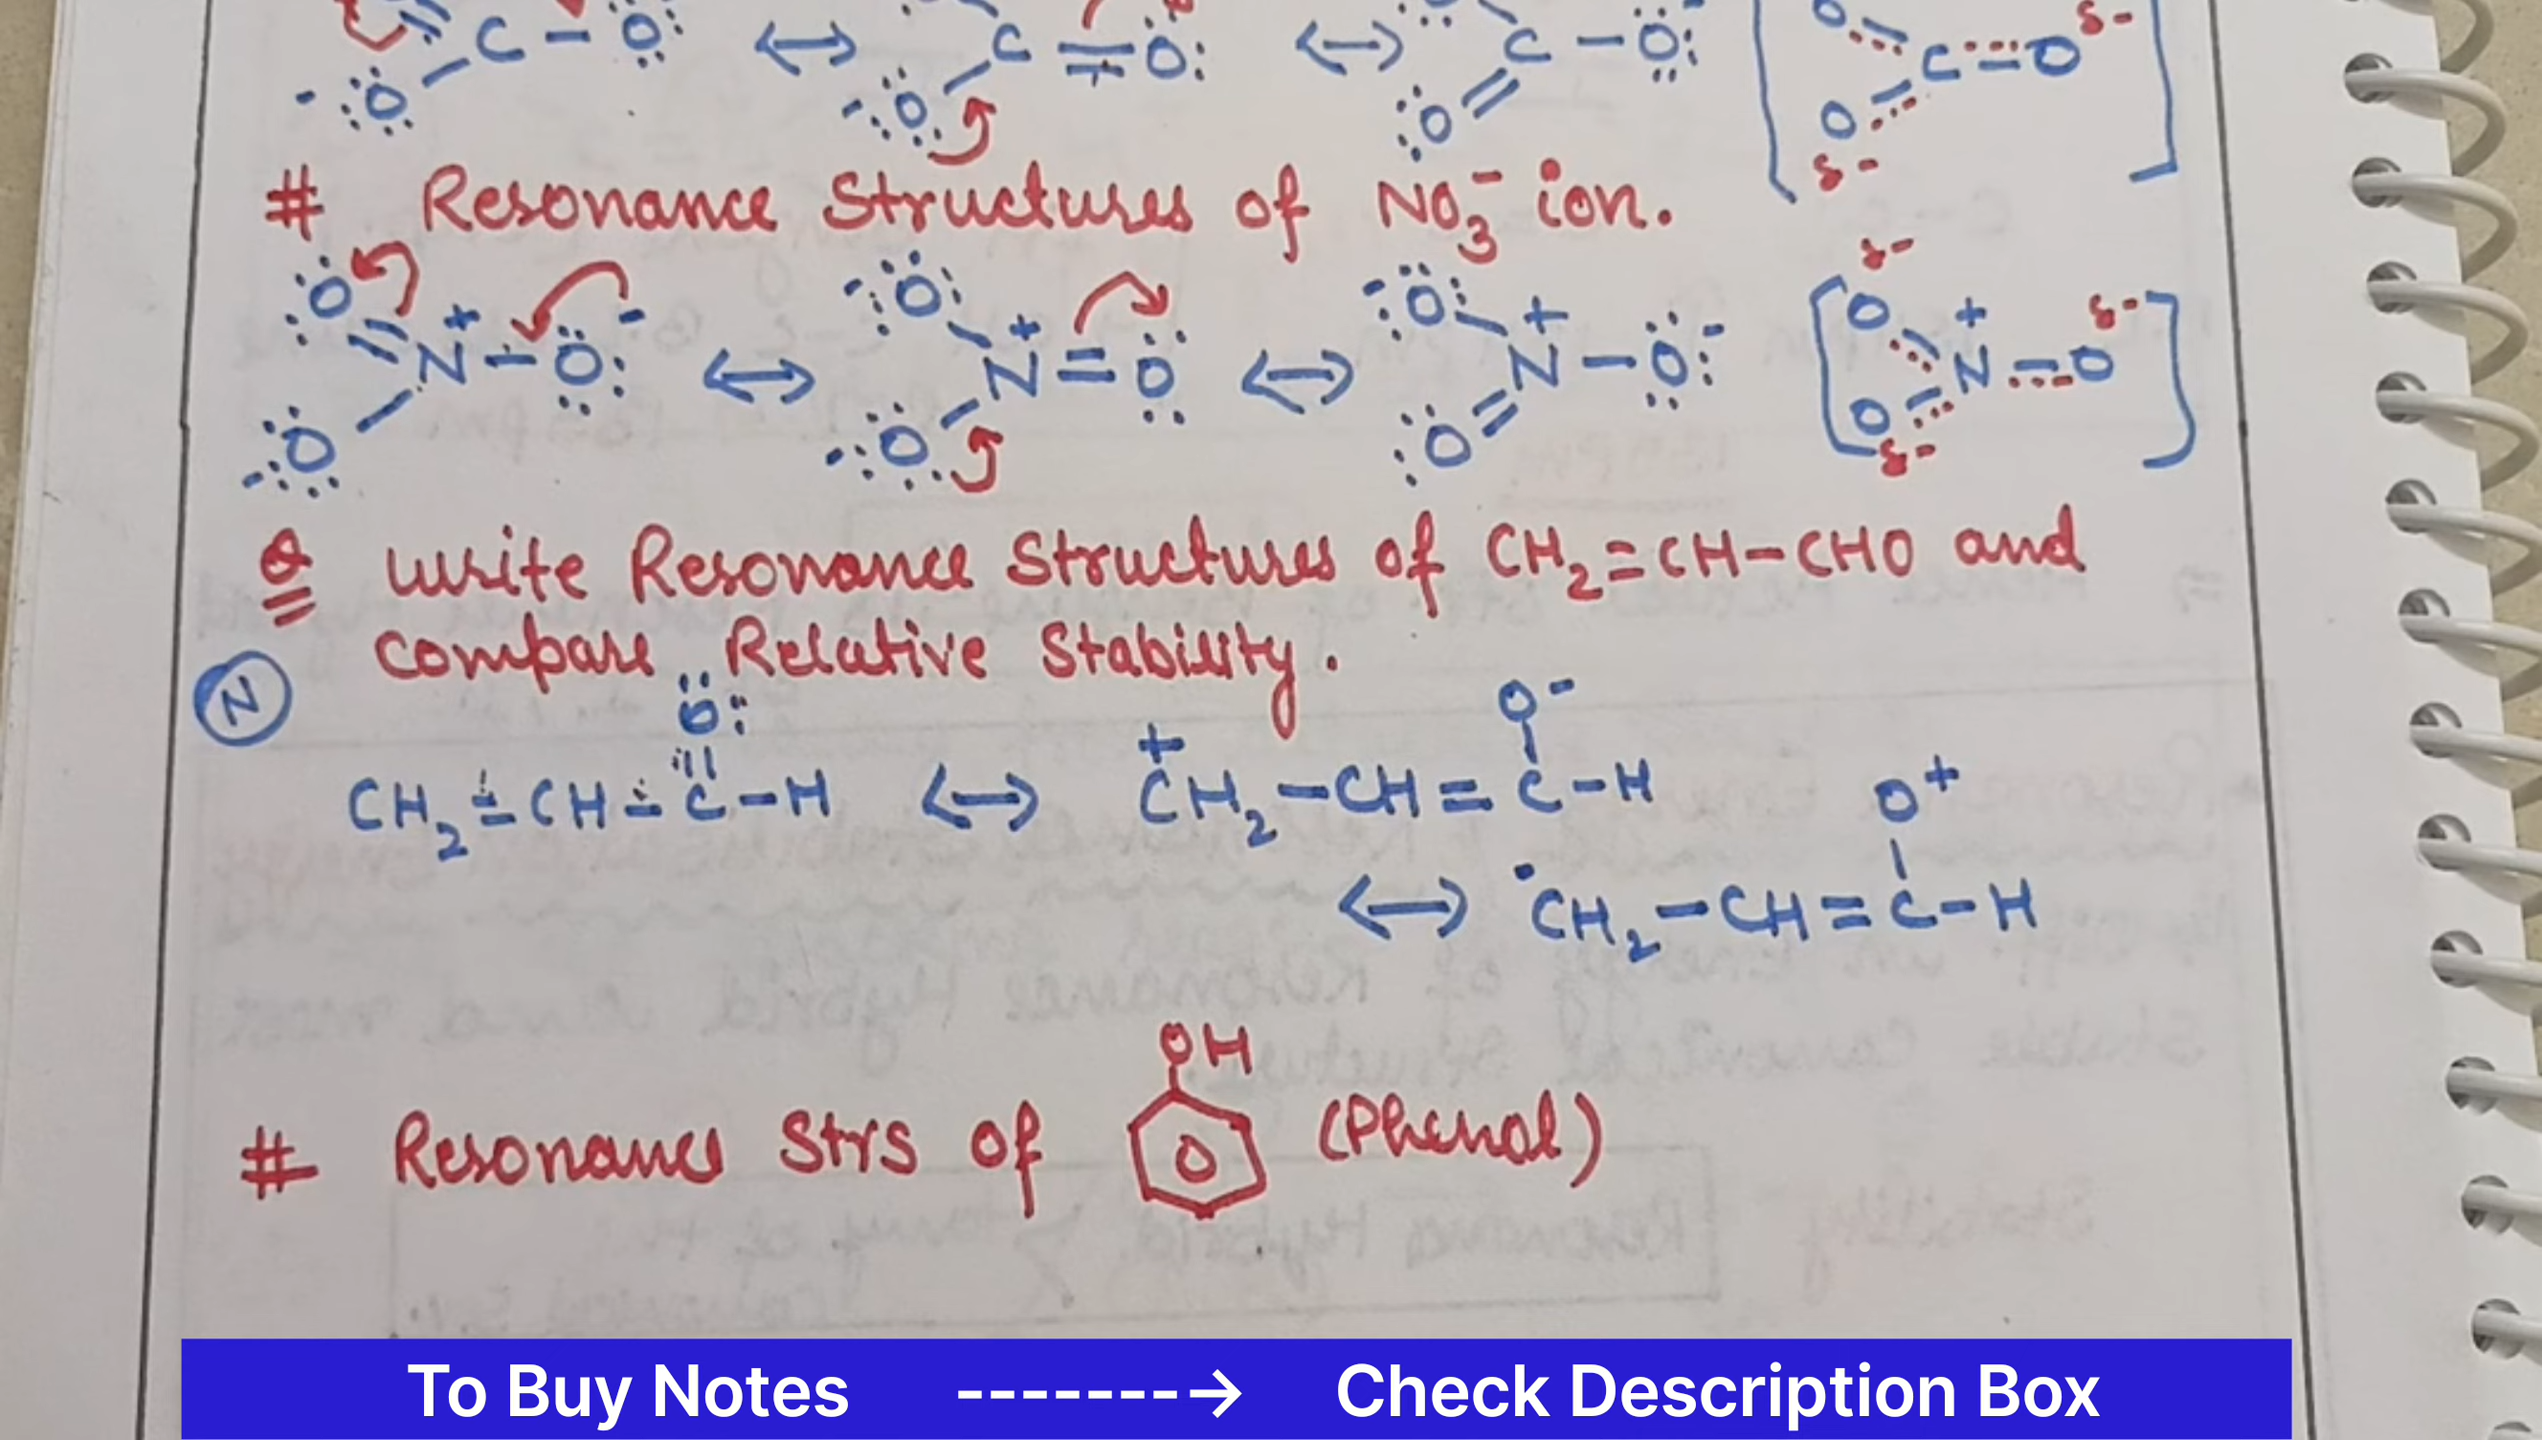 C - O: ↔ C = O: ↔ C - O: [O C O δ-
- :O :O O O δ- ]
# Resonance Structures of NO₃⁻ ion.
O N⁺ - O:⁻ ↔ ⁻:O N⁺ = O ↔ ⁻:O N⁺ - O:⁻ [O δ- N⁺ O δ-
⁻:O ⁻:O :O O δ-]
Q write Resonance Structures of CH₂=CH-CHO and
compare Relative Stability.
N
:O: O⁻
CH₂=CH-C-H ↔ ⁺CH₂-CH=C-H
O⁺
↔ ⁻CH₂-CH=C-H
OH
# Resonance Strs of (Phenol)
To Buy Notes -------→ Check Description Box